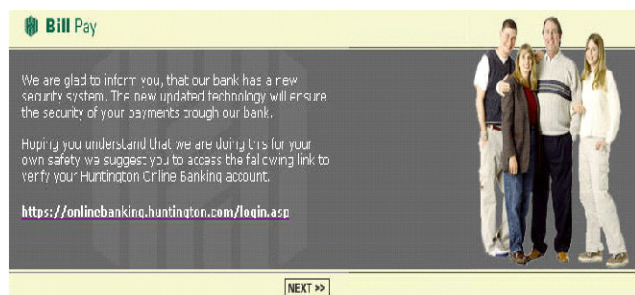 Bill Pay
We are glad to inform you, that our bank has a new
security system. The new updated technology will ensure
the security of your payments trough our bank.
Hoping you understand that we are doing this for your
own safety we suggest you to access the following link to
verify your Huntington Online Banking account.
https://onlinebanking.huntington.com/login.asp
NEXT >>